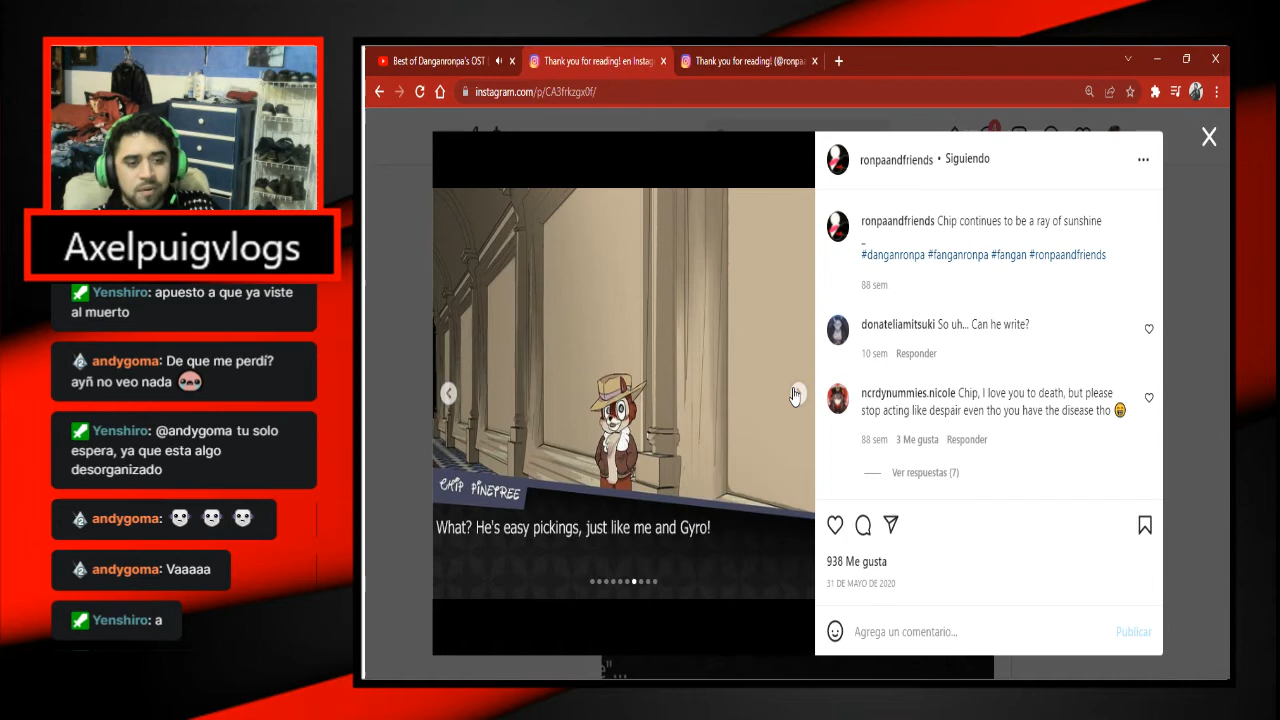 Axelpuigvlogs
Yenshiro: apuesto a que ya viste
al muerto
andygoma: De que me perdí?
ayñ no veo nada
Yenshiro: @andygoma tu solo
espera, ya que esta algo
desorganizado
andygoma:
andygoma: Vaaaaa
Yenshiro: a
Best of Danganronpa's OST
Thank you for reading! en Instag
Thank you for reading! (@ronpa
instagram.com/p/CA3frkzgx0f/
CHIP PINETREE
What? He's easy pickings, just like me and Gyro!
ronpaandfriends • Siguiendo
ronpaandfriends Chip continues to be a ray of sunshine
_
#danganronpa #fanganronpa #fangan #ronpaandfriends
88 sem
donateliamitsuki So uh... Can he write?
10 sem Responder
ncrdynummies.nicole Chip, I love you to death, but please
stop acting like despair even tho you have the disease tho
88 sem 3 Me gusta Responder
Ver respuestas (7)
938 Me gusta
31 DE MAYO DE 2020
Agrega un comentario... Publicar
e"...